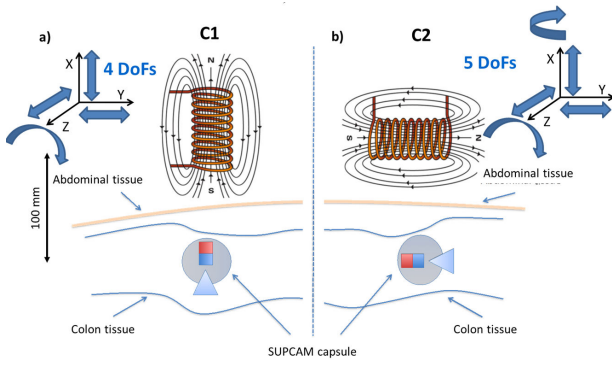 a)
C1
4 DoFs
X
Y
Z
N
S
100 mm
Abdominal tissue
Colon tissue
SUPCAM capsule
b)
C2
5 DoFs
X
Y
Z
S
N
Abdominal tissue
Colon tissue